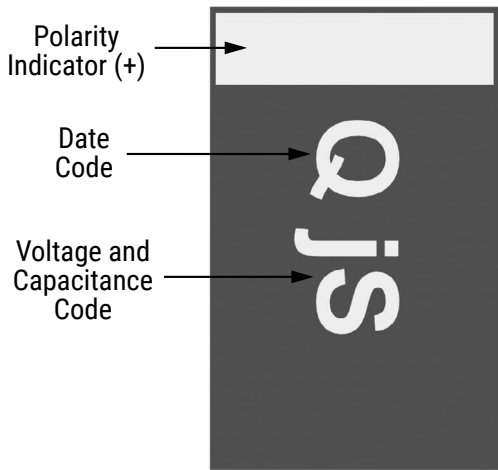 Polarity
Indicator (+)
Date
Code
Voltage and
Capacitance
Code
Q jS